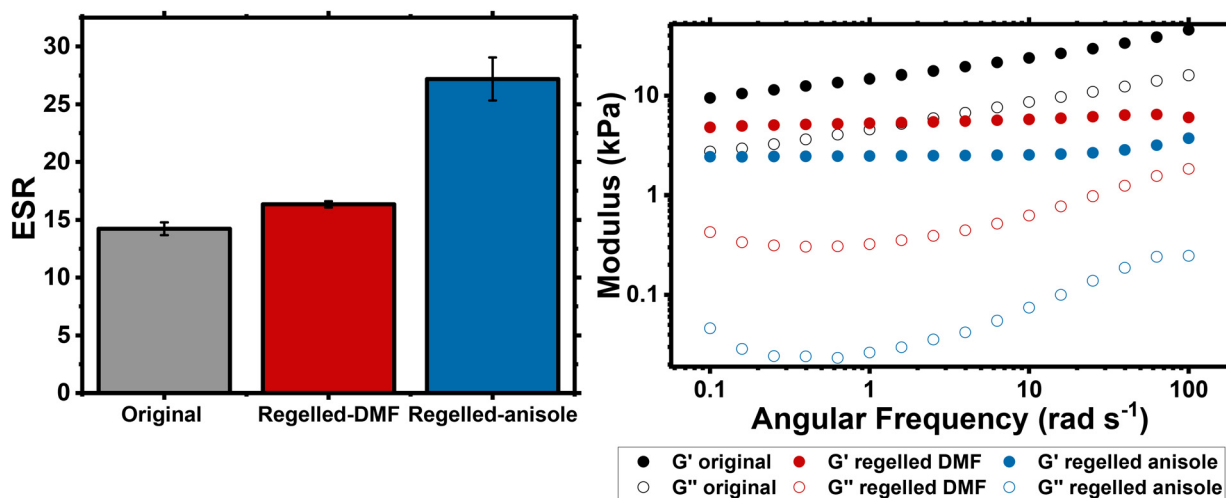 ESR
30
25
20
15
10
5
0
Original
Regelled-DMF
Regelled-anisole
Modulus (kPa)
10
1
0.1
0.1
1
10
100
Angular Frequency (rad s⁻¹)
G' original
G' regelled DMF
G' regelled anisole
G'' original
G'' regelled DMF
G'' regelled anisole